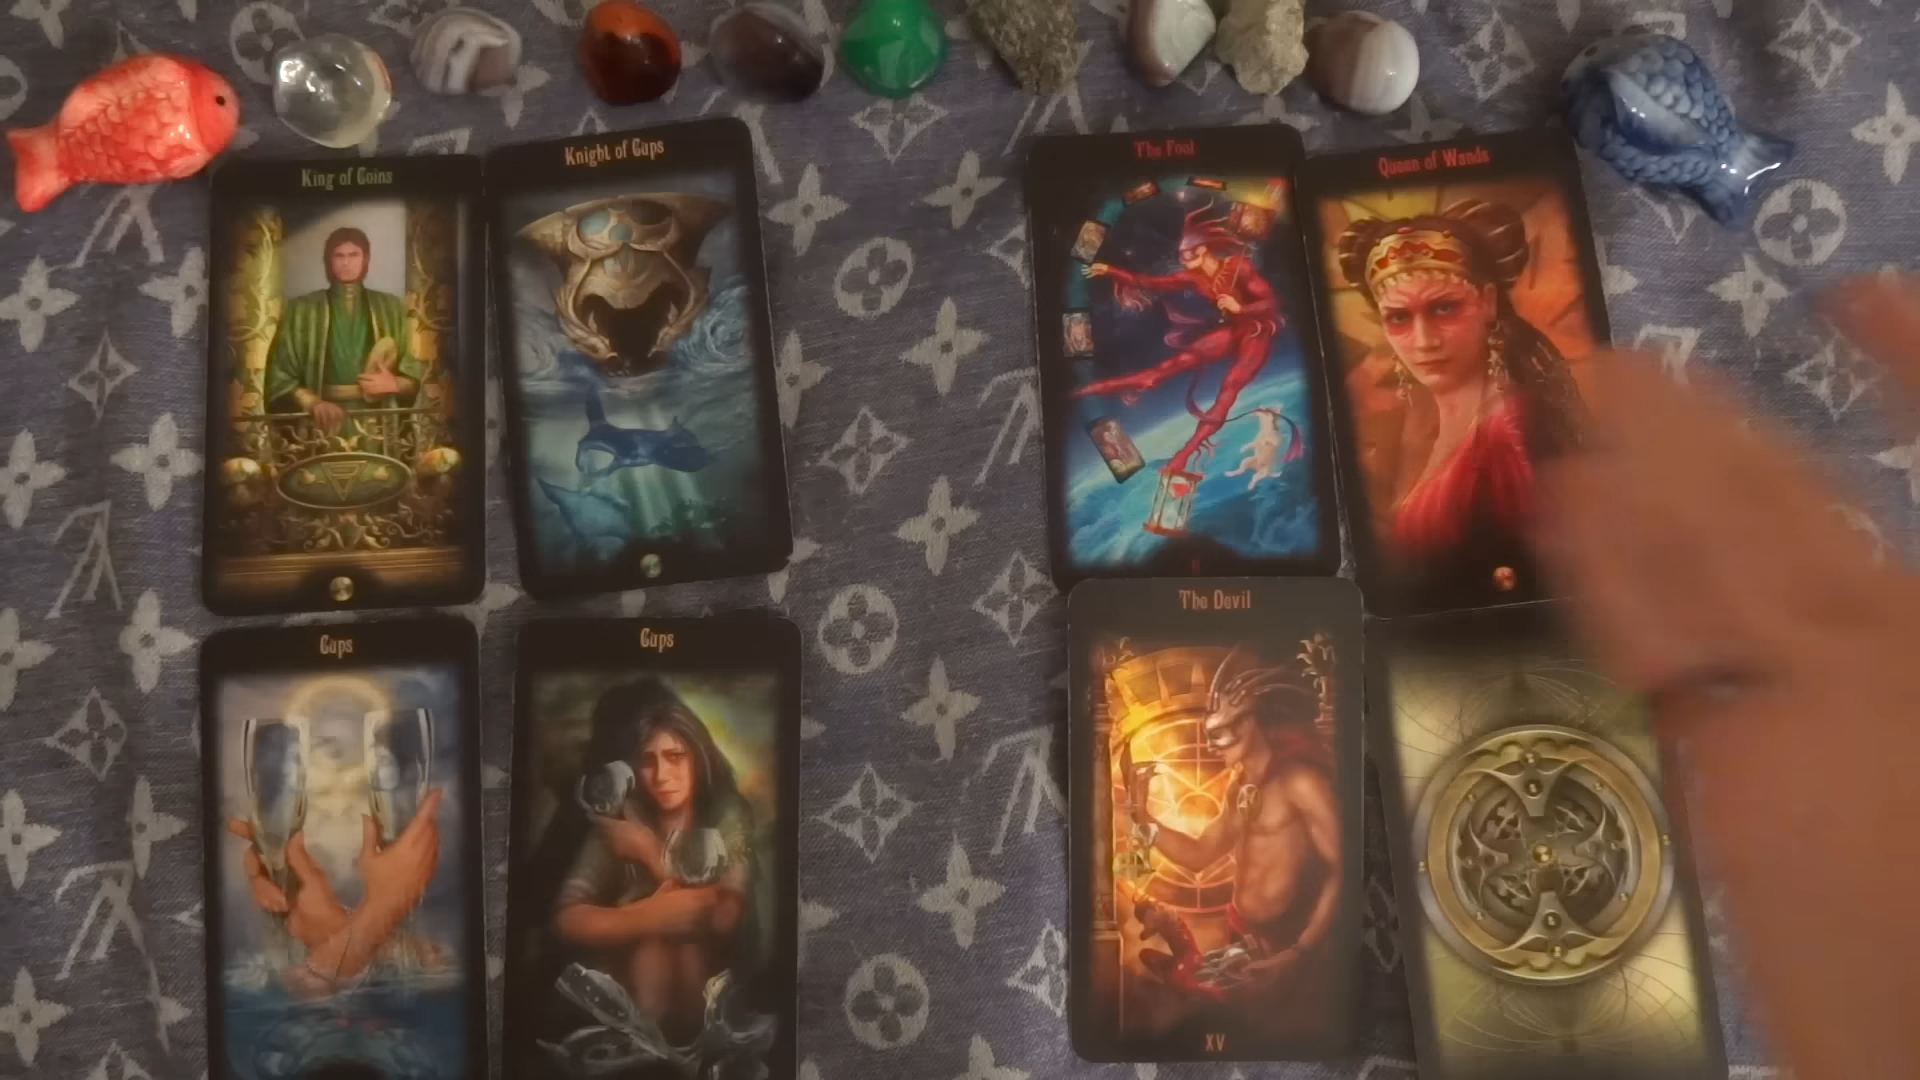 King of Coins
Knight of Cups
The Fool
Queen of Wands
Cups
Cups
The Devil
XV